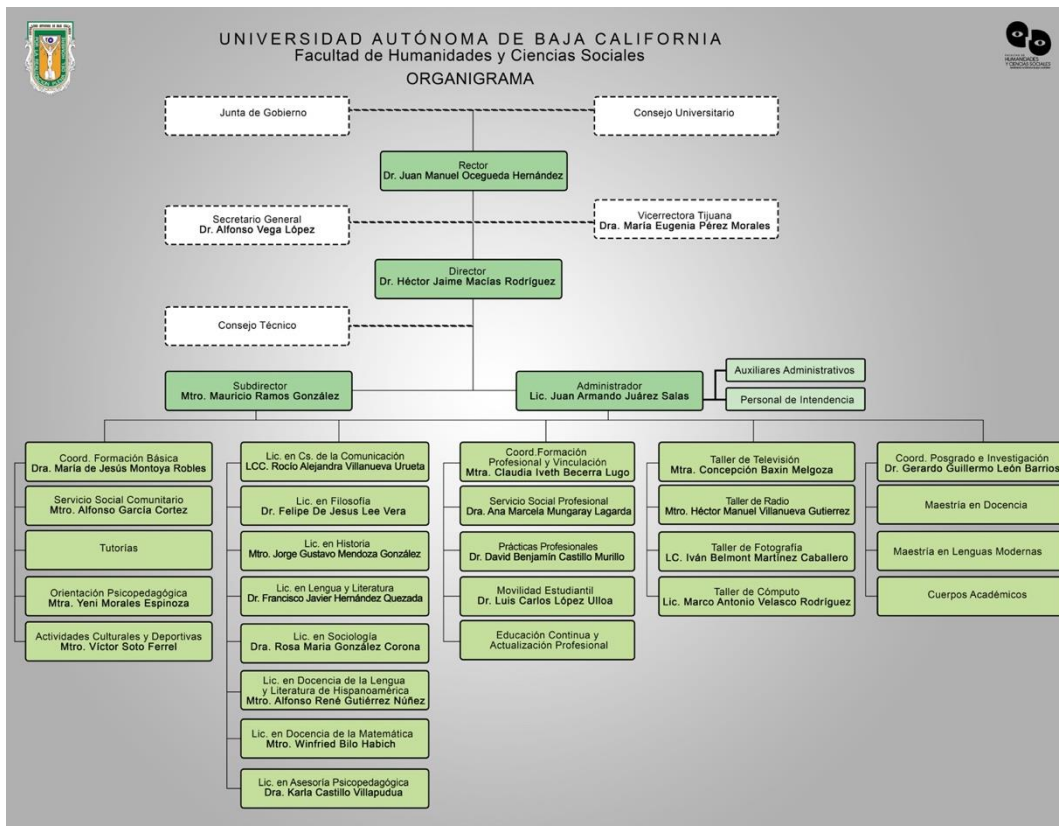 UNIVERSIDAD AUTÓNOMA DE BAJA CALIFORNIA
Facultad de Humanidades y Ciencias Sociales
ORGANIGRAMA
HUMANIDADES
Y CIENCIAS SOCIALES
Junta de Gobierno
Consejo Universitario
Rector
Dr. Juan Manuel Ocegueda Hernández
Secretario General
Dr. Alfonso Vega López
Vicerrectora Tijuana
Dra. María Eugenia Pérez Morales
Director
Dr. Héctor Jaime Macías Rodríguez
Consejo Técnico
Subdirector
Mtro. Mauricio Ramos González
Administrador
Lic. Juan Armando Juárez Salas
Auxiliares Administrativos
Personal de Intendencia
Coord. Formación Básica
Dra. María de Jesús Montoya Robles
Servicio Social Comunitario
Mtro. Alfonso García Cortez
Tutorías
Orientación Psicopedagógica
Mtra. Yeni Morales Espinoza
Actividades Culturales y Deportivas
Mtro. Víctor Soto Ferrel
Lic. en Cs. de la Comunicación
LCC. Rocío Alejandra Villanueva Urueta
Lic. en Filosofía
Dr. Felipe De Jesus Lee Vera
Lic. en Historia
Mtro. Jorge Gustavo Mendoza González
Lic. en Lengua y Literatura
Dr. Francisco Javier Hernández Quezada
Lic. en Sociología
Dra. Rosa Maria González Corona
Lic. en Docencia de la Lengua
y Literatura de Hispanoamérica
Mtro. Alfonso René Gutiérrez Núñez
Lic. en Docencia de la Matemática
Mtro. Winfried Bilo Habich
Lic. en Asesoría Psicopedagógica
Dra. Karla Castillo Villapudua
Coord.Formación
Profesional y Vinculación
Mtra. Claudia Iveth Becerra Lugo
Servicio Social Profesional
Dra. Ana Marcela Mungaray Lagarda
Prácticas Profesionales
Dr. David Benjamín Castillo Murillo
Movilidad Estudiantil
Dr. Luis Carlos López Ulloa
Educación Continua y
Actualización Profesional
Taller de Televisión
Mtra. Concepción Baxin Melgoza
Taller de Radio
Mtro. Héctor Manuel Villanueva Gutierrez
Taller de Fotografía
LC. Iván Belmont Martínez Caballero
Taller de Cómputo
Lic. Marco Antonio Velasco Rodríguez
Coord. Posgrado e Investigación
Dr. Gerardo Guillermo León Barrios
Maestría en Docencia
Maestría en Lenguas Modernas
Cuerpos Académicos